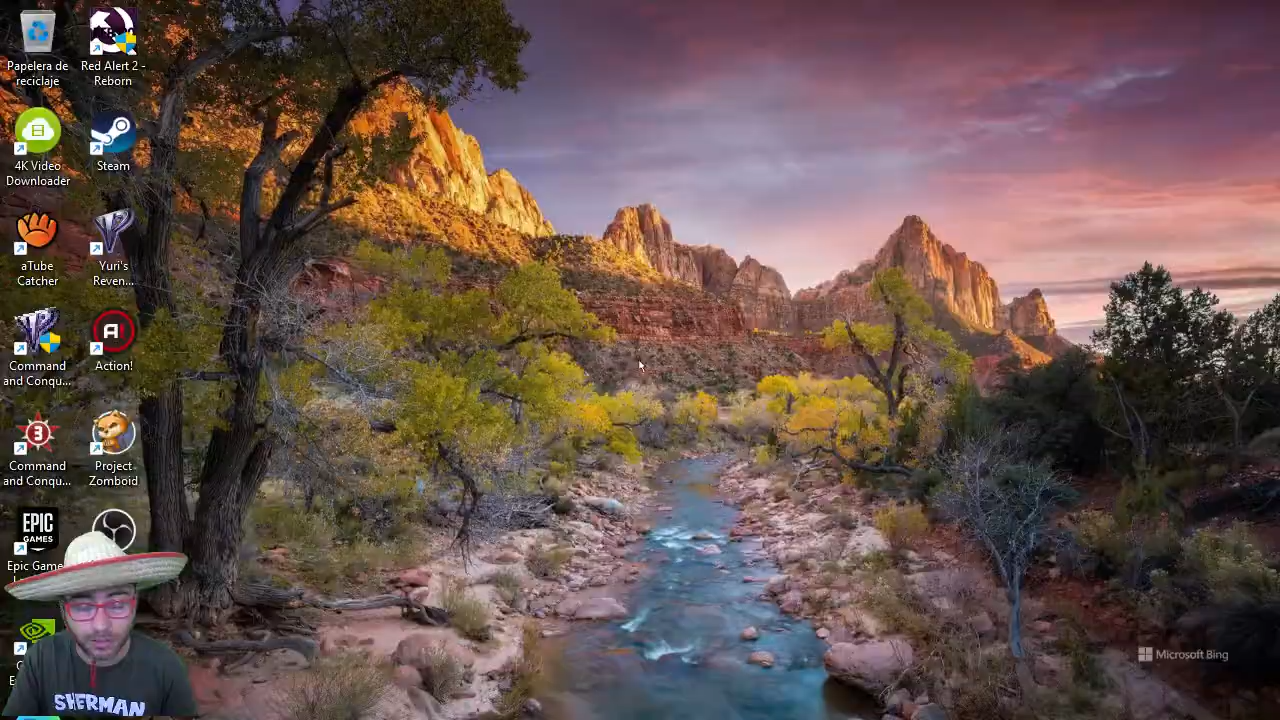 Papelera de
reciclaje
Red Alert 2 -
Reborn
4K Video
Downloader
Steam
aTube
Catcher
Yuri's
Reven...
Command
and Conqu...
Action!
Command
and Conqu...
Project
Zomboid
EPIC
GAMES
Epic Game
SHERMAN
Microsoft Bing